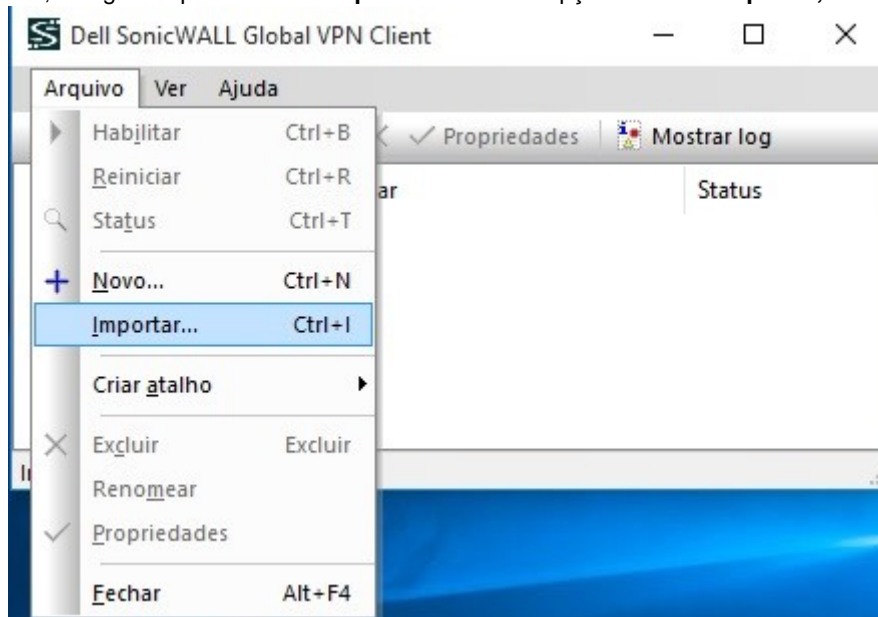 Dell SonicWALL Global VPN Client
Arquivo Ver Ajuda
Habilitar Ctrl+B Propriedades Mostrar log
Reiniciar Ctrl+R ar Status
Status Ctrl+T
Novo... Ctrl+N
Importar... Ctrl+I
Criar atalho
Excluir Excluir
Renomear
Propriedades
Fechar Alt+F4